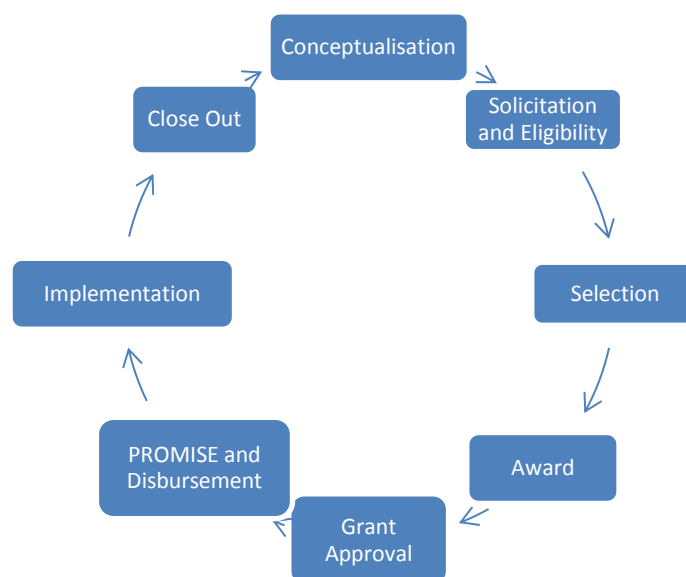 Conceptualisation
Solicitation
and Eligibility
Selection
Award
Grant
Approval
PROMISE and
Disbursement
Implementation
Close Out